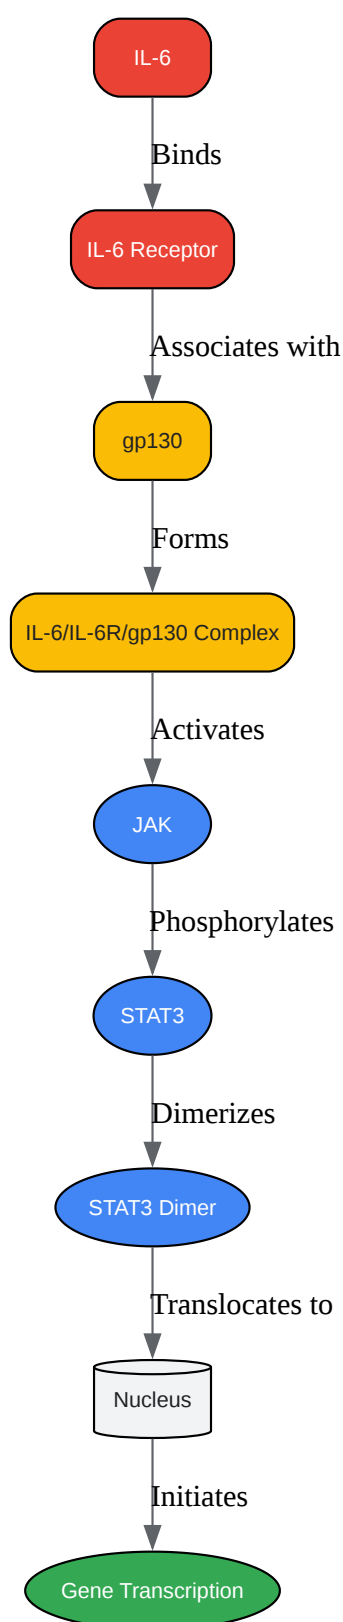 IL-6
Binds
IL-6 Receptor
Associates with
gp130
Forms
IL-6/IL-6R/gp130 Complex
Activates
JAK
Phosphorylates
STAT3
Dimerizes
STAT3 Dimer
Translocates to
Nucleus
Initiates
Gene Transcription